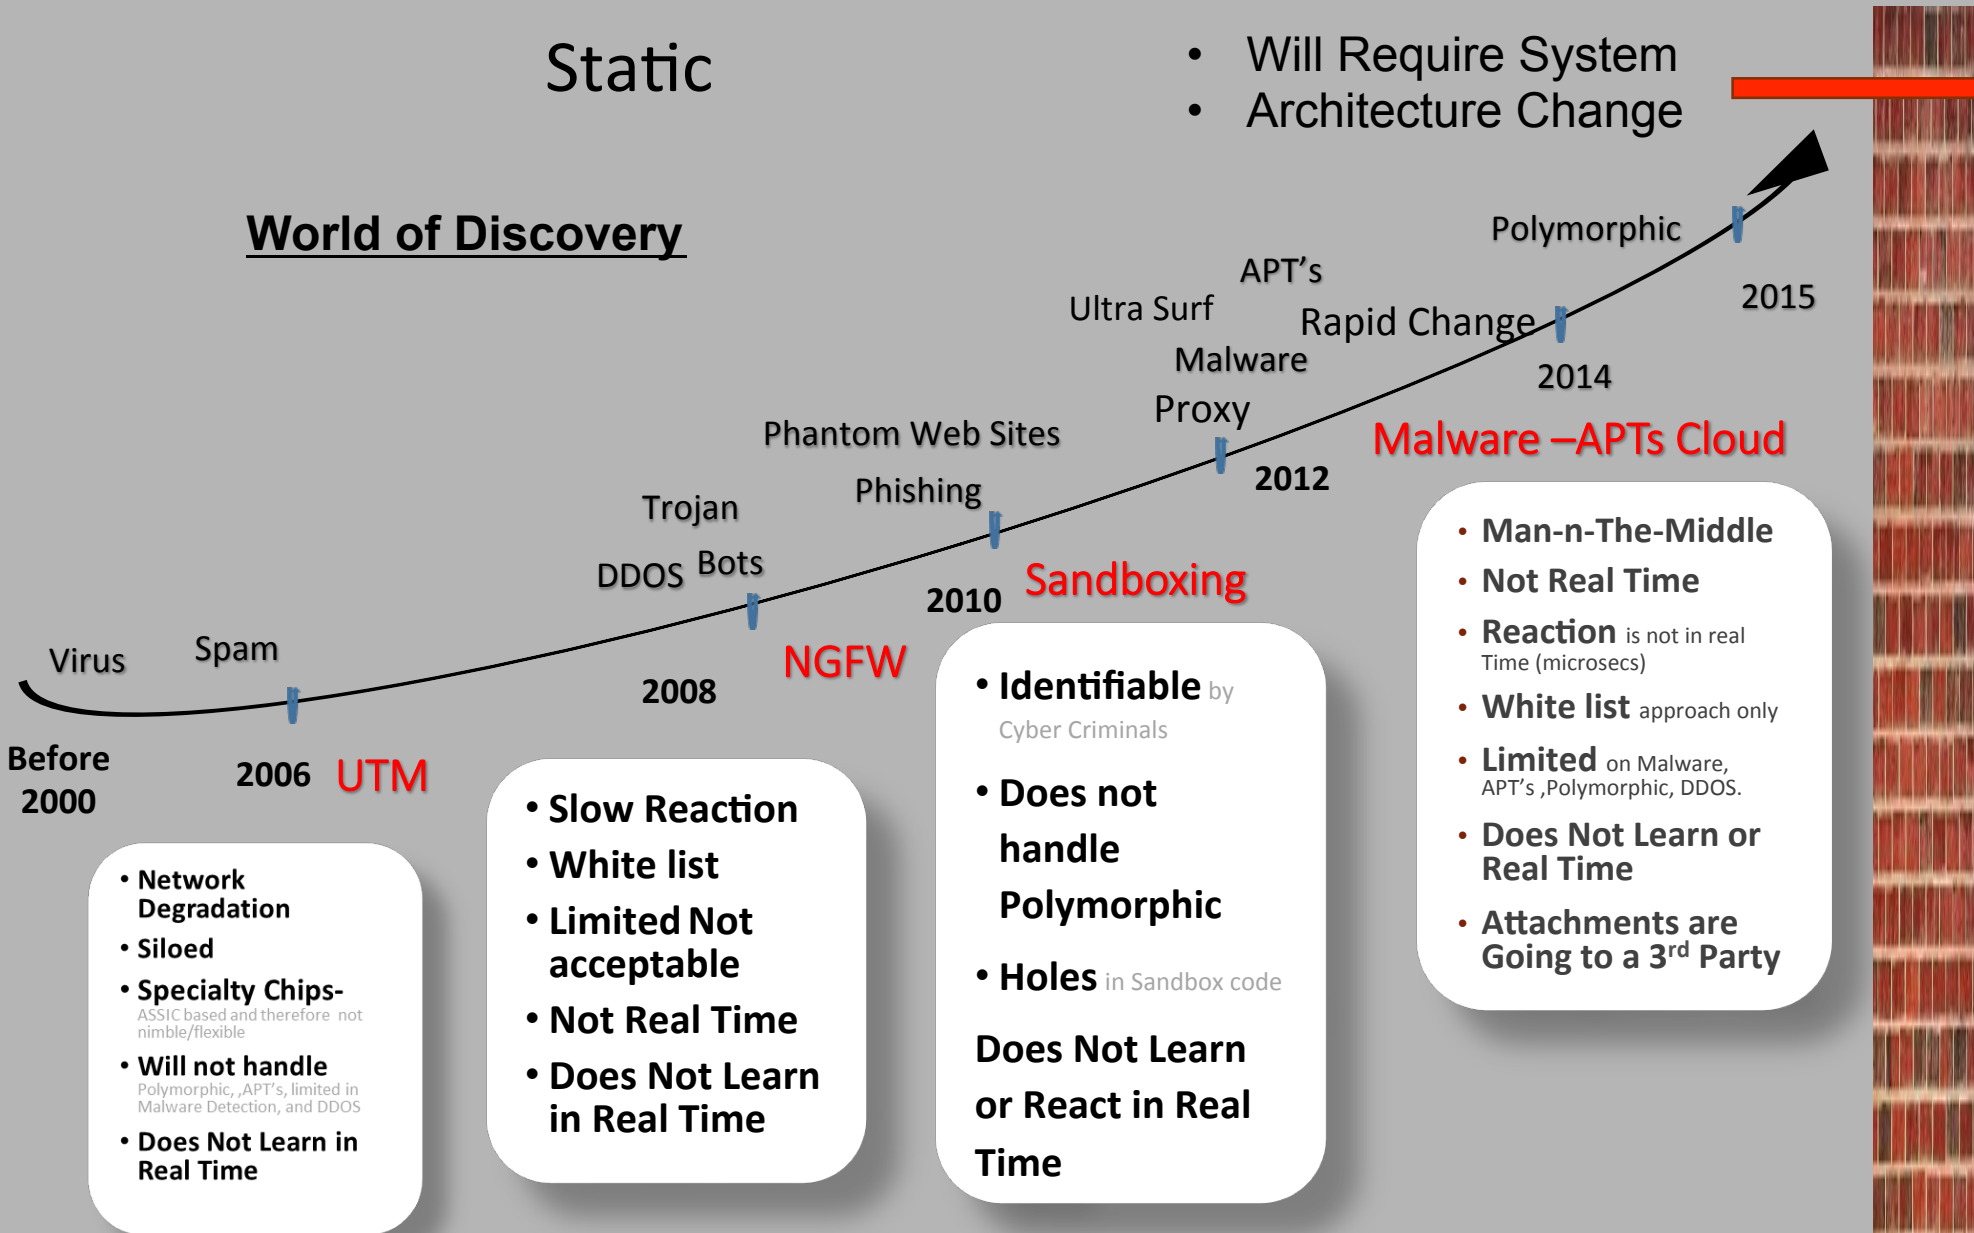 Static
• Will Require System
• Architecture Change
World of Discovery
Polymorphic
APT's
2015
Ultra Surf
Rapid Change
Malware
2014
Proxy
Phantom Web Sites
Malware –APTs Cloud
2012
Phishing
Trojan
DDOS
Bots
2010
Sandboxing
Virus
Spam
NGFW
2008
Before
2000
2006
UTM
• Network
Degradation
• Siloed
• Specialty Chips-
ASSIC based and therefore not
nimble/flexible
• Will not handle
Polymorphic, ,APT's, limited in
Malware Detection, and DDOS
• Does Not Learn in
Real Time
• Slow Reaction
• White list
• Limited Not
acceptable
• Not Real Time
• Does Not Learn
in Real Time
• Identifiable by
Cyber Criminals
• Does not
handle
Polymorphic
• Holes in Sandbox code
Does Not Learn
or React in Real
Time
• Man-n-The-Middle
• Not Real Time
• Reaction is not in real
Time (microsecs)
• White list approach only
• Limited on Malware,
APT's ,Polymorphic, DDOS.
• Does Not Learn or
Real Time
• Attachments are
Going to a 3rd Party